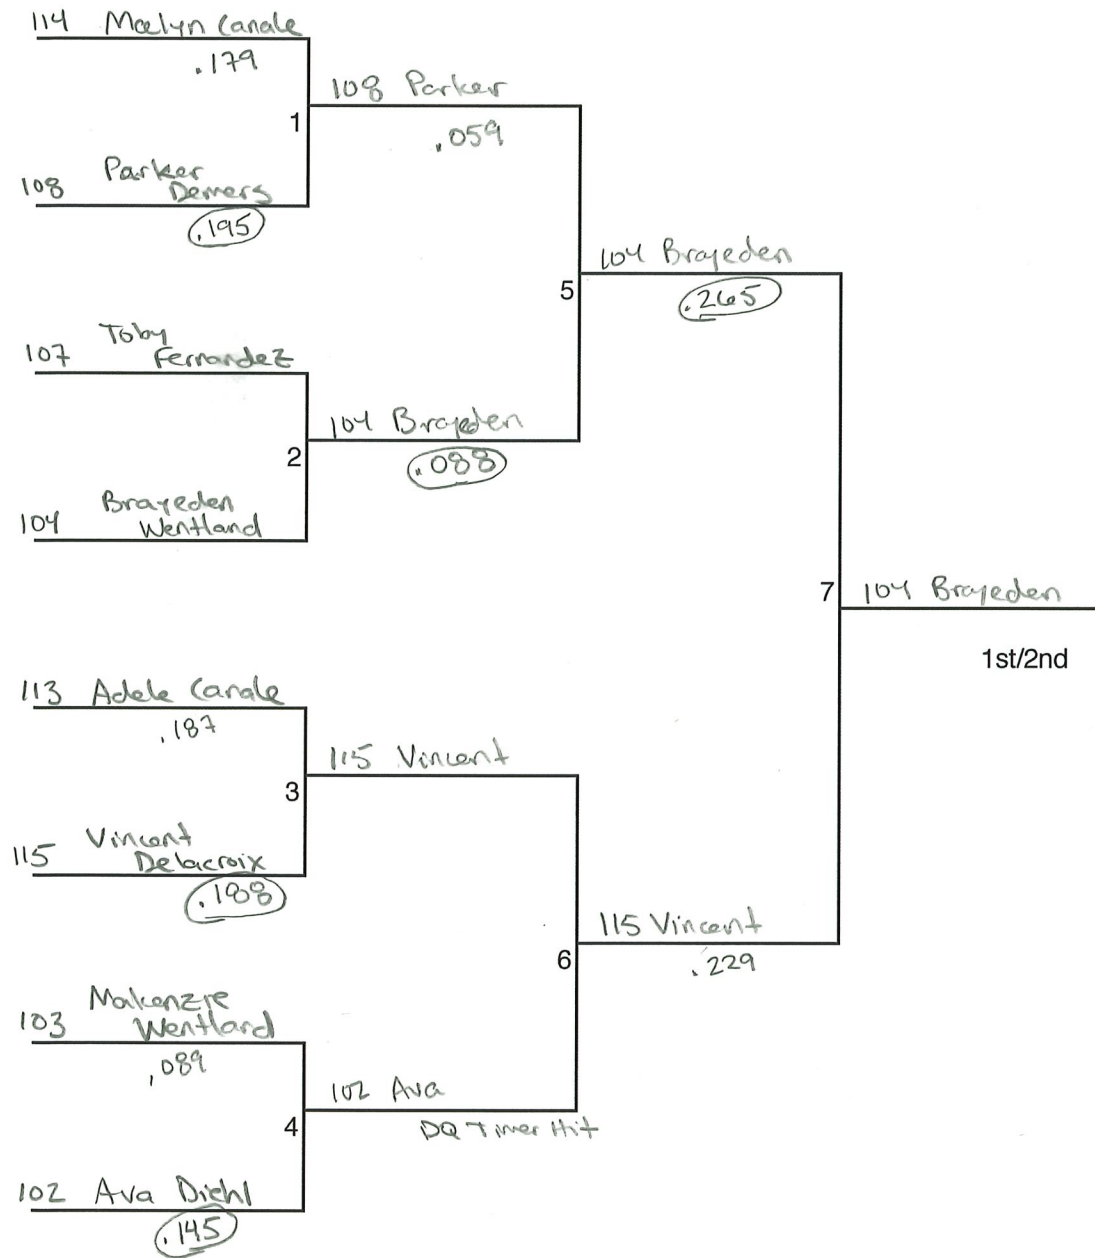 114 Maelyn Canale
.179
108 Parker
1
.059
108 Parker
Demers
.195
104 Brayeden
5
.265
107 Toby
Fernandez
104 Brayeden
2
.088
104 Brayeden
Wentland
7
104 Brayeden
1st/2nd
113 Adele Canale
.187
115 Vincent
3
115 Vincent
Delacroix
.188
115 Vincent
6
.229
103 Makenzie
Wentland
.089
102 Ava
4
DQ Timer Hit
102 Ava Diehl
.145